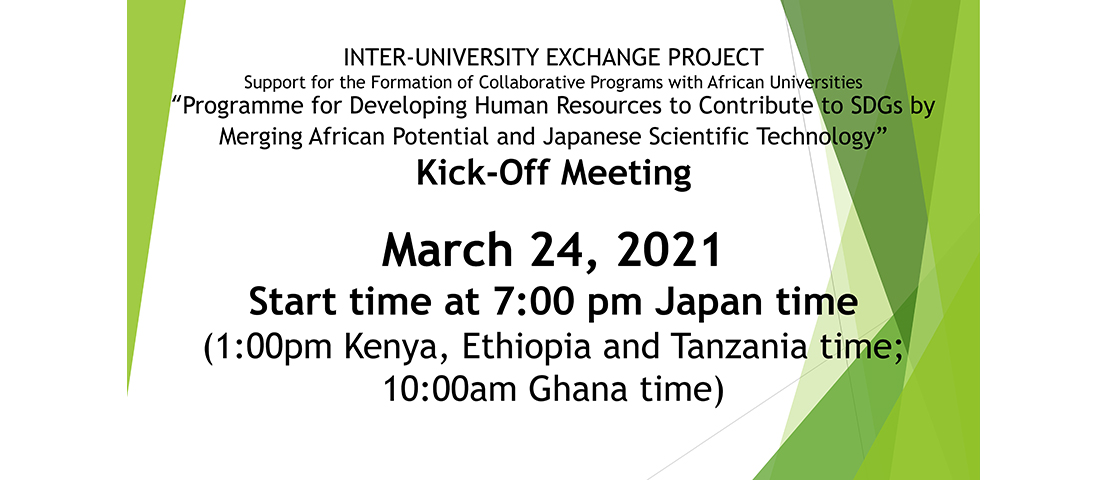 INTER-UNIVERSITY EXCHANGE PROJECT
Support for the Formation of Collaborative Programs with African Universities
“Programme for Developing Human Resources to Contribute to SDGs by
Merging African Potential and Japanese Scientific Technology”
Kick-Off Meeting
March 24, 2021
Start time at 7:00 pm Japan time
(1:00pm Kenya, Ethiopia and Tanzania time;
10:00am Ghana time)